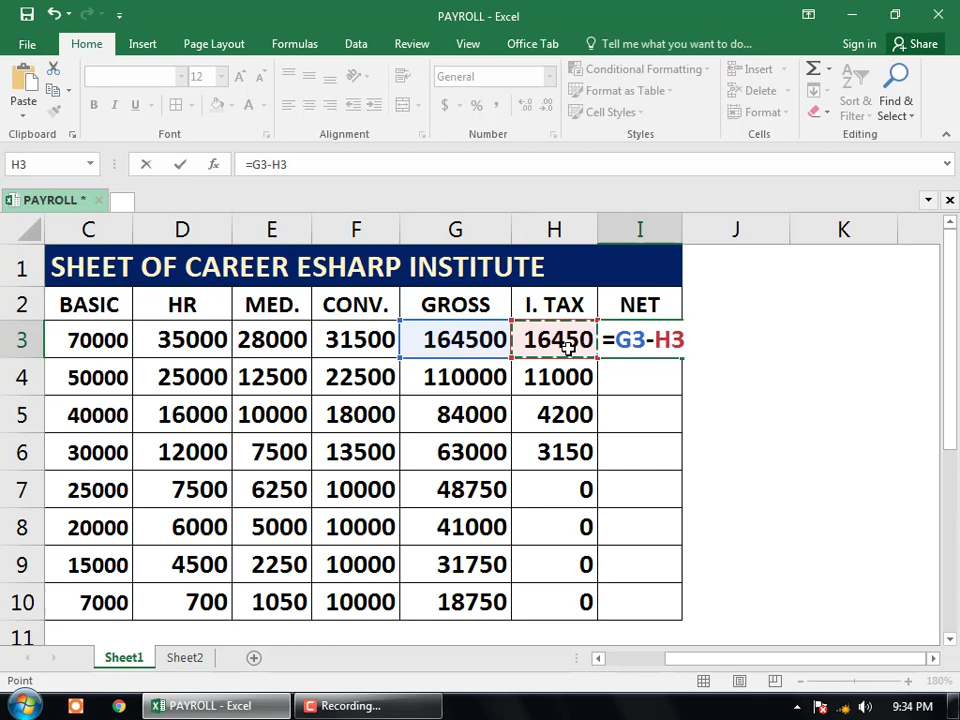 PAYROLL - Excel
File Home Insert Page Layout Formulas Data Review View Office Tab Tell me what you want to do... Sign in Share
Paste
12
General
Conditional Formatting
Format as Table
Cell Styles
Insert
Delete
Format
Sort & Filter
Find & Select
Clipboard Font Alignment Number Styles Cells Editing
H3 fx =G3-H3
PAYROLL *
C D E F G H I J K
1 SHEET OF CAREER ESHARP INSTITUTE
2 BASIC HR MED. CONV. GROSS I. TAX NET
3 70000 35000 28000 31500 164500 16450 =G3-H3
4 50000 25000 12500 22500 110000 11000
5 40000 16000 10000 18000 84000 4200
6 30000 12000 7500 13500 63000 3150
7 25000 7500 6250 10000 48750 0
8 20000 6000 5000 10000 41000 0
9 15000 4500 2250 10000 31750 0
10 7000 700 1050 10000 18750 0
11
Sheet1 Sheet2
Point 180%
PAYROLL - Excel Recording... 9:34 PM